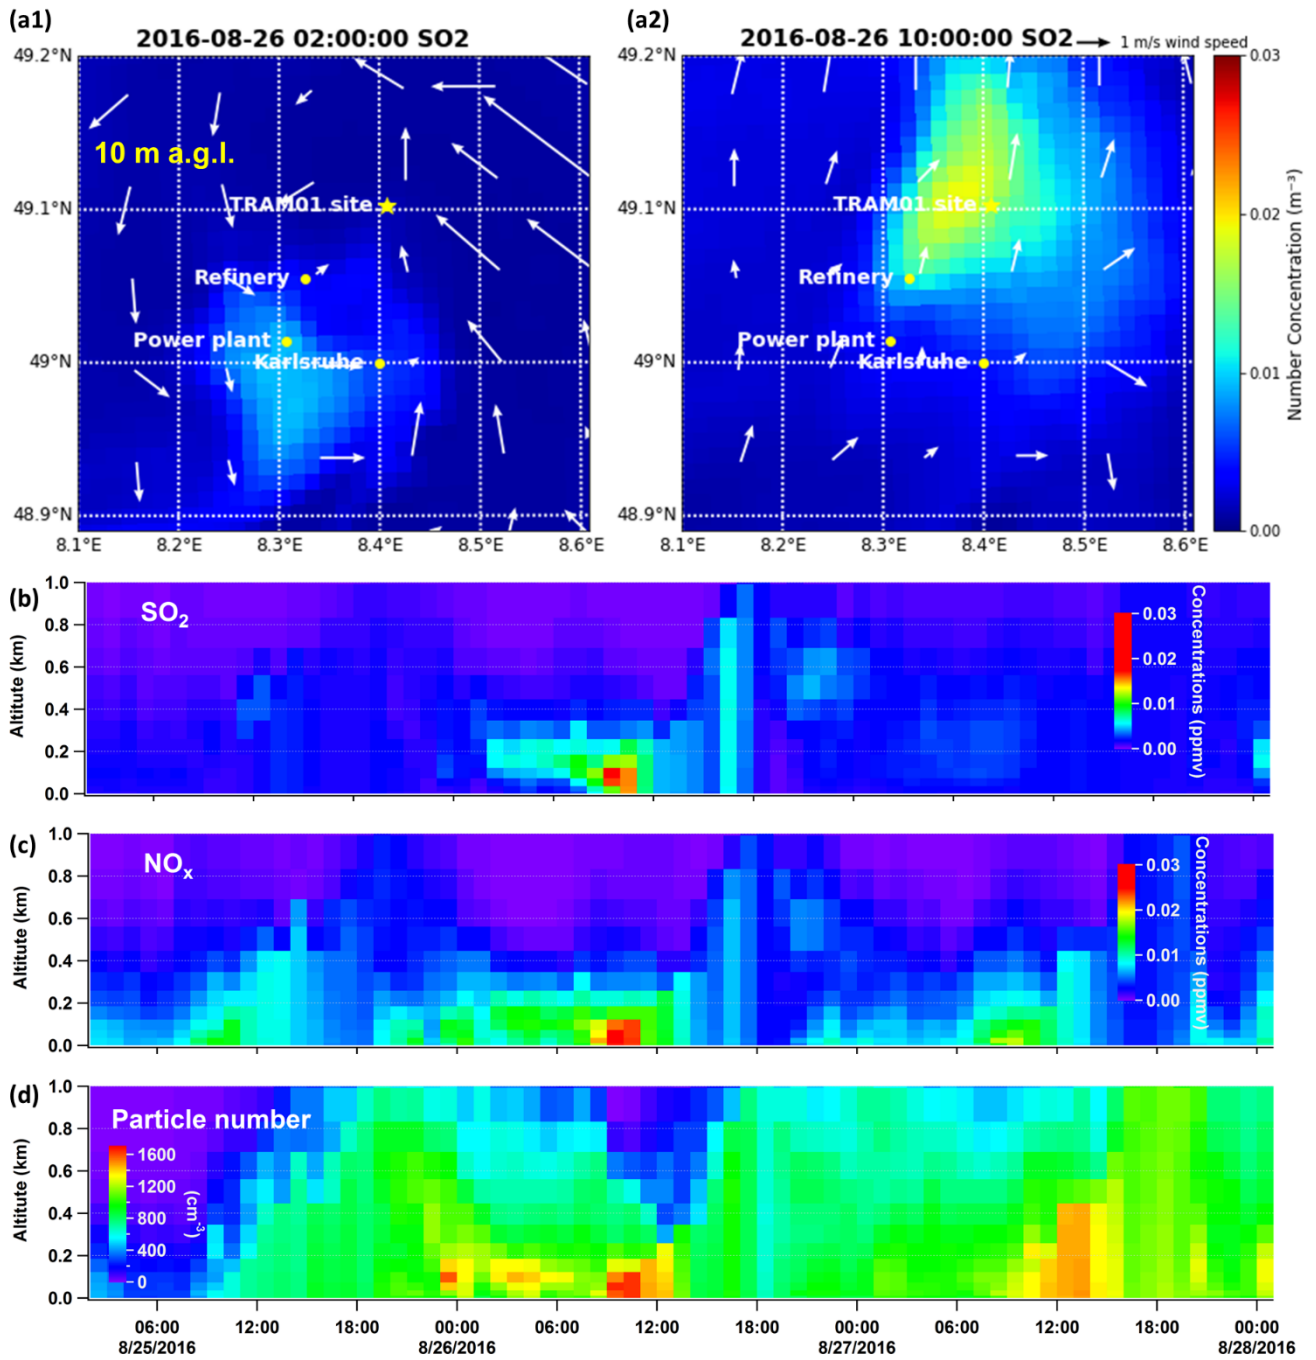 (a1)
2016-08-26 02:00:00 SO2
49.2°N
49.1°N
49°N
48.9°N
10 m a.g.l.
TRAM01 site
Refinery
Power plant
Karlsruhe
8.1°E 8.2°E 8.3°E 8.4°E 8.5°E 8.6°E
(a2)
2016-08-26 10:00:00 SO2
1 m/s wind speed
49.2°N
49.1°N
49°N
48.9°N
TRAM01 site
Refinery
Power plant
Karlsruhe
8.1°E 8.2°E 8.3°E 8.4°E 8.5°E 8.6°E
0.03
0.02
0.01
0.00
Number Concentration (m⁻³)
(b)
SO2
Altitute (km)
1.0
0.8
0.6
0.4
0.2
0.0
0.03
0.02
0.01
0.00
Concentrations (ppmv)
(c)
NOx
Altitute (km)
1.0
0.8
0.6
0.4
0.2
0.0
0.03
0.02
0.01
0.00
Concentrations (ppmv)
(d)
Particle number
Altitute (km)
1.0
0.8
0.6
0.4
0.2
0.0
1600
1200
800
400
0
(cm-3)
06:00 12:00 18:00 00:00 06:00 12:00 18:00 00:00 06:00 12:00 18:00 00:00
8/25/2016 8/26/2016 8/27/2016 8/28/2016